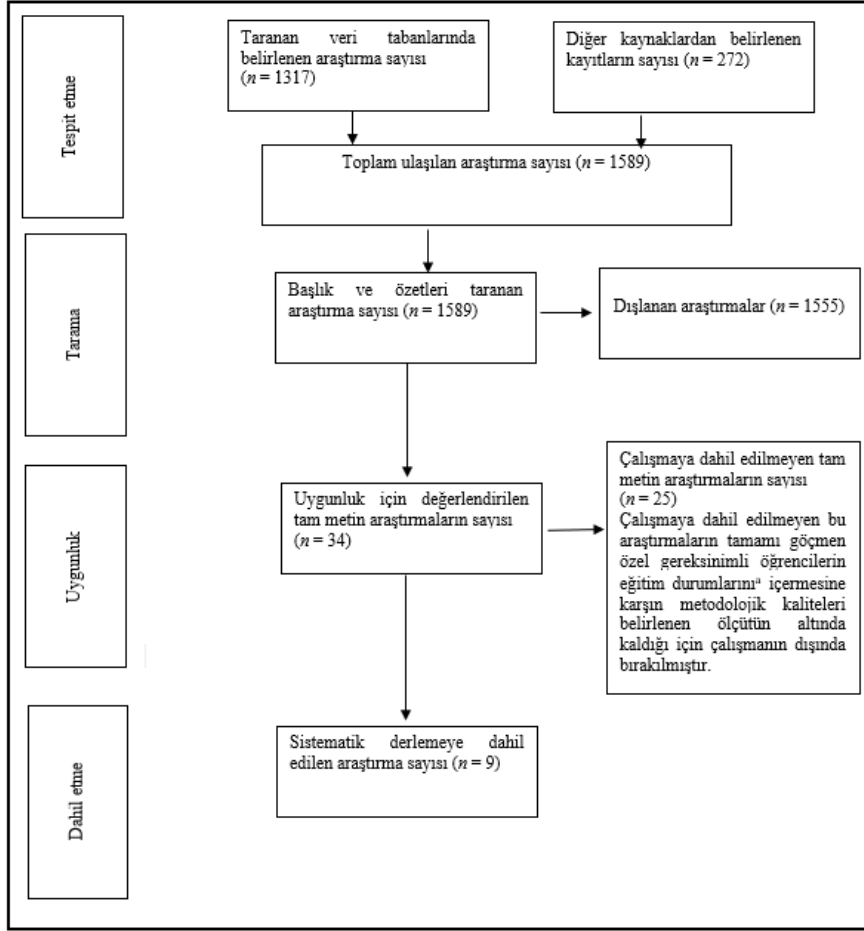 Tespit etme
Taranan veri tabanlarında
belirlenen araştırma sayısı
(n = 1317)
Diğer kaynaklardan belirlenen
kayıtların sayısı (n = 272)
Toplam ulaşılan araştırma sayısı (n = 1589)
Tarama
Başlık ve özetleri taranan
araştırma sayısı (n = 1589)
Dışlanan araştırmalar (n = 1555)
Uygunluk
Uygunluk için değerlendirilen
tam metin araştırmaların sayısı
(n = 34)
Çalışmaya dahil edilmeyen tam
metin araştırmaların sayısı
(n = 25)
Çalışmaya dahil edilmeyen bu
araştırmaların tamamı göçmen
özel gereksinimli öğrencilerin
eğitim durumlarınıª içermesine
karşın metodolojik kaliteleri
belirlenen ölçütün altında
kaldığı için çalışmanın dışında
bırakılmıştır.
Dahil etme
Sistematik derlemeye dahil
edilen araştırma sayısı (n = 9)